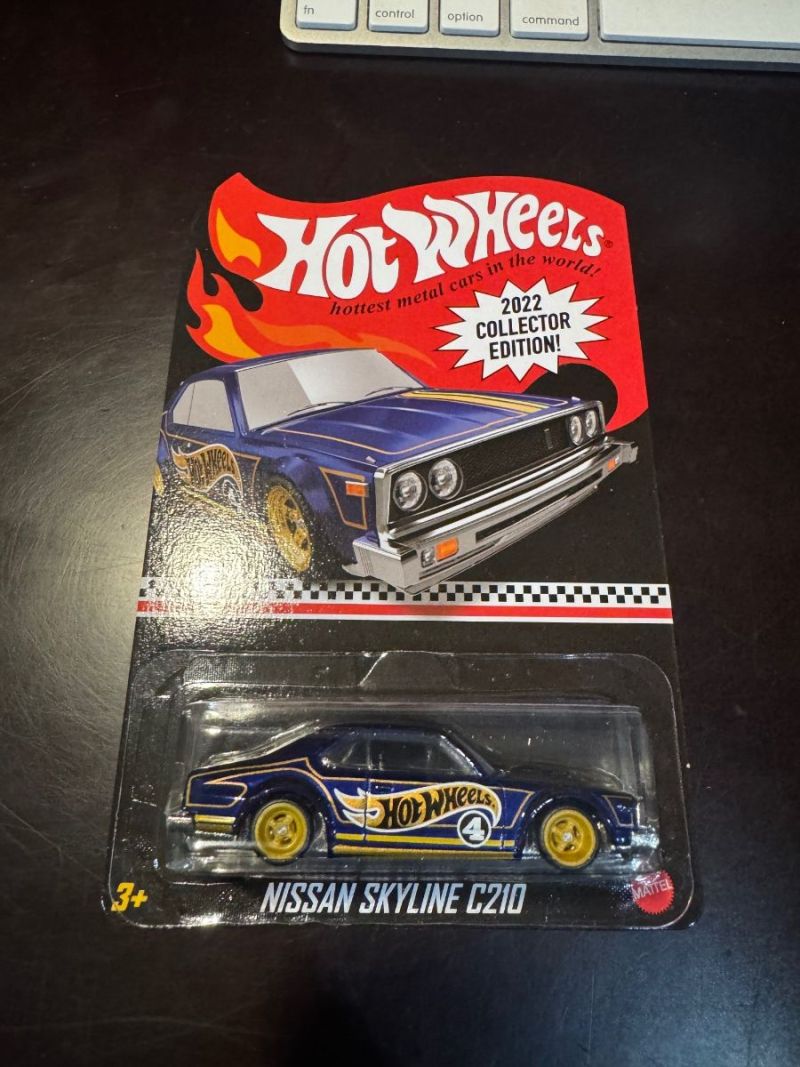 fn
control
option
command
HOT WHEELS®
hottest metal cars in the world!
2022
COLLECTOR
EDITION!
HOT WHEELS
HOT WHEELS
4
3+
NISSAN SKYLINE C210
MATTEL